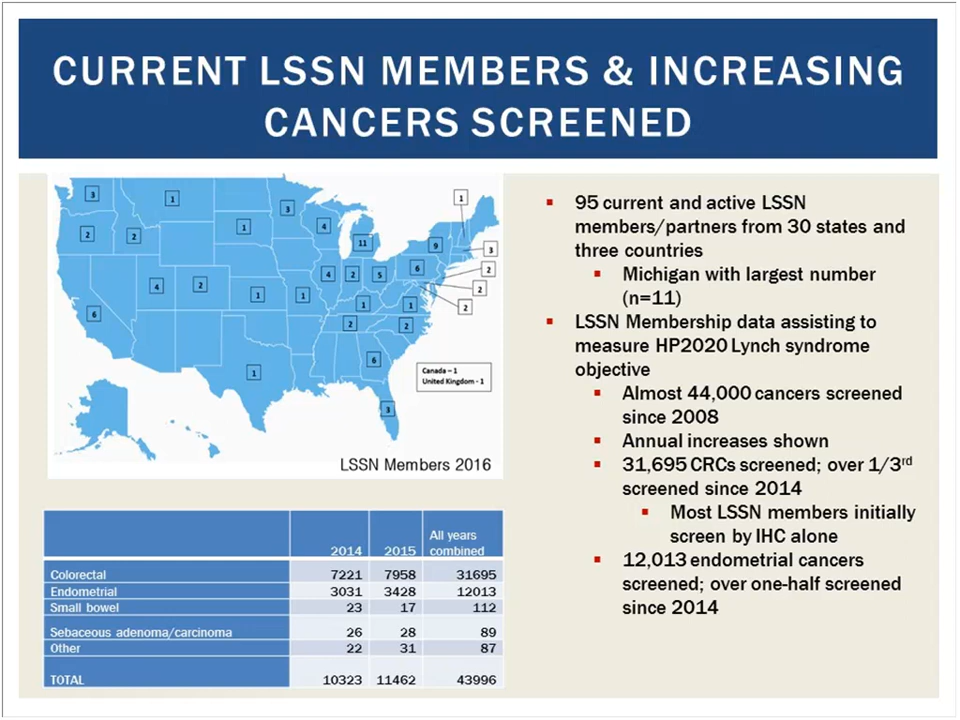 CURRENT LSSN MEMBERS & INCREASING
CANCERS SCREENED
3
1
3
1
2
2
1
4
11
9
3
4
2
5
6
2
4
2
1
1
2
6
1
1
2
2
2
1
6
3
Canada – 1
United Kingdom - 1
LSSN Members 2016
▪ 95 current and active LSSN
members/partners from 30 states and
three countries
▪ Michigan with largest number
(n=11)
▪ LSSN Membership data assisting to
measure HP2020 Lynch syndrome
objective
▪ Almost 44,000 cancers screened
since 2008
▪ Annual increases shown
▪ 31,695 CRCs screened; over 1/3rd
screened since 2014
▪ Most LSSN members initially
screen by IHC alone
▪ 12,013 endometrial cancers
screened; over one-half screened
since 2014
2014 2015 All years
combined
Colorectal 7221 7958 31695
Endometrial 3031 3428 12013
Small bowel 23 17 112
Sebaceous adenoma/carcinoma 26 28 89
Other 22 31 87
TOTAL 10323 11462 43996